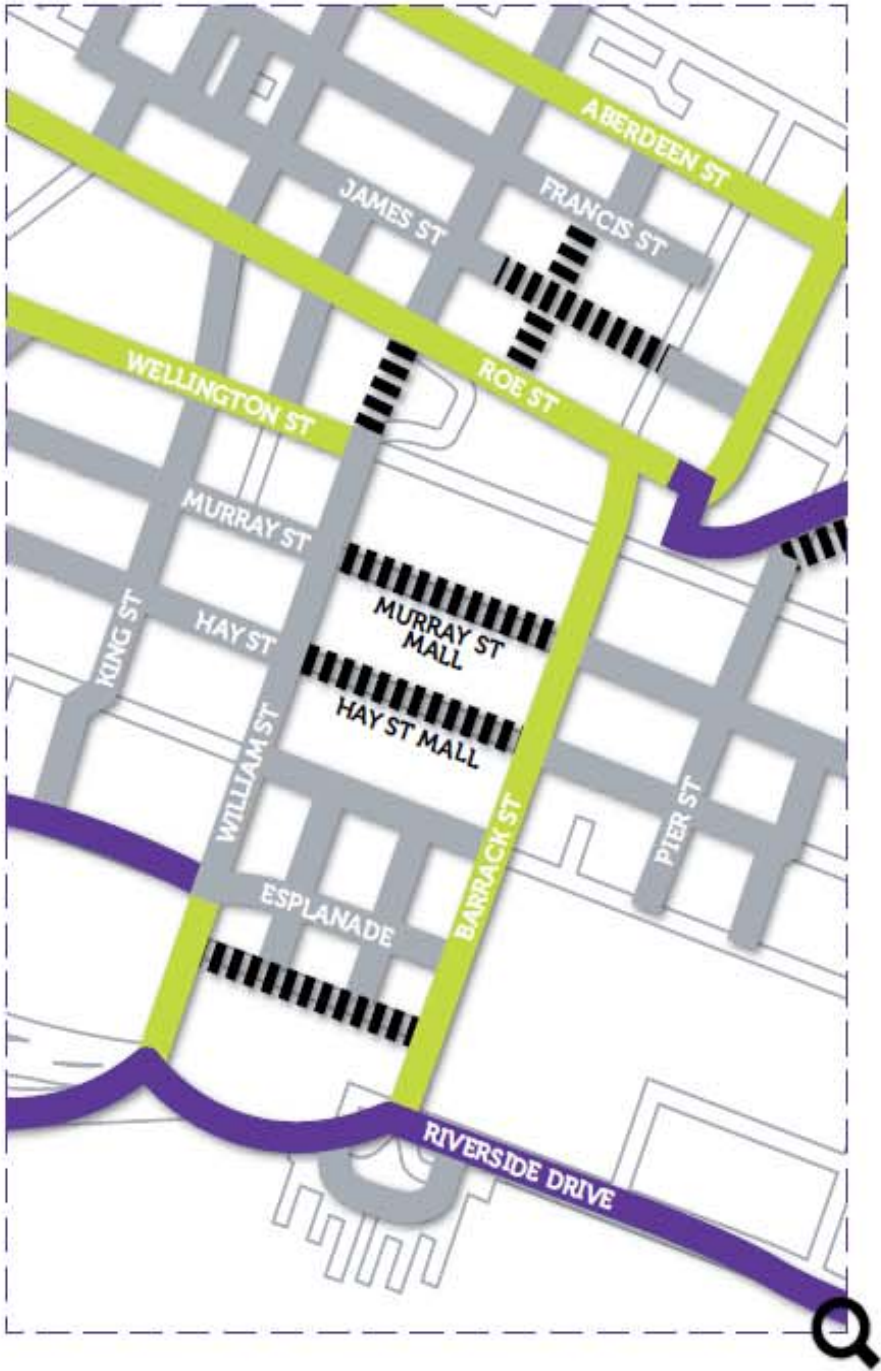 ABERDEEN ST
FRANCIS ST
JAMES ST
ROE ST
WELLINGTON ST
MURRAY ST
MURRAY ST
MALL
HAY ST
KING ST
HAY ST MALL
WILLIAM ST
PIER ST
BARRACK ST
ESPLANADE
RIVERSIDE DRIVE